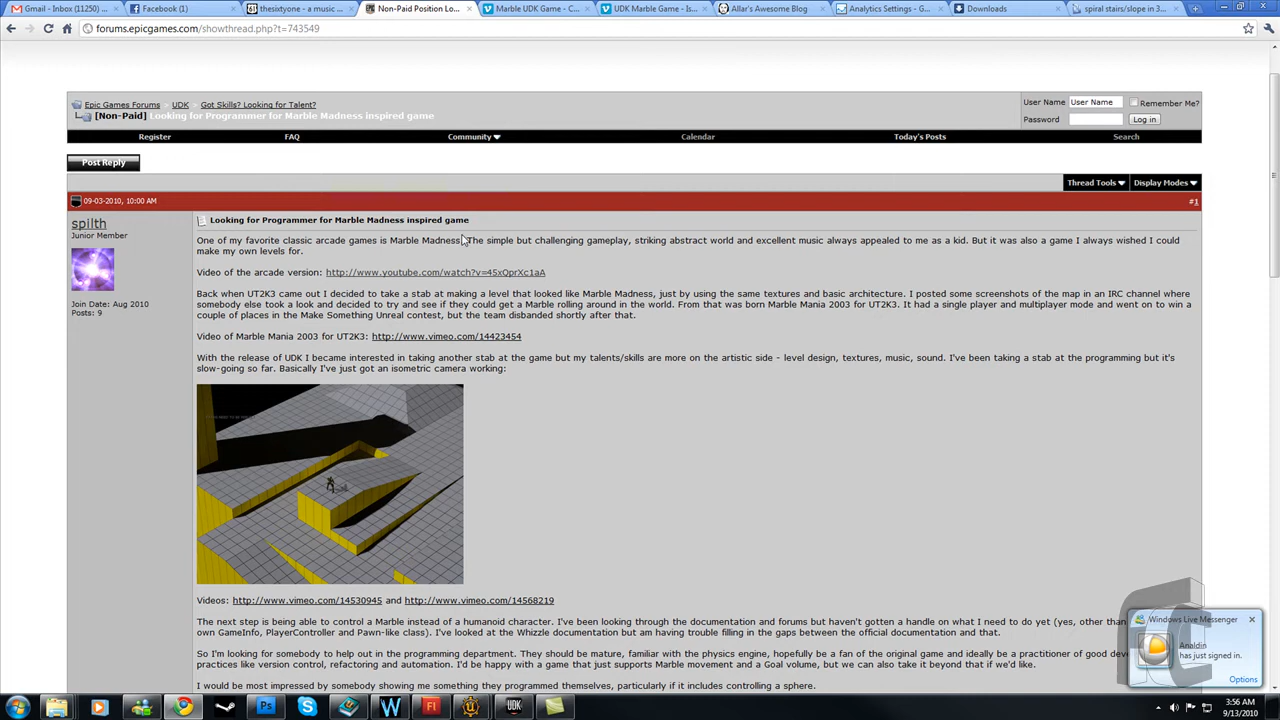 Gmail - Inbox (11250)
Facebook (1)
thesixtyone - a music ...
Non-Paid Position Lo...
Marble UDK Game - C...
UDK Marble Game - Is...
Allar's Awesome Blog
Analytics Settings - G...
Downloads
spiral stairs/slope in 3...
forums.epicgames.com/showthread.php?t=743549
Epic Games Forums > UDK > Got Skills? Looking for Talent?
[Non-Paid] Looking for Programmer for Marble Madness inspired game
User Name User Name Remember Me?
Password Log in
Register FAQ Community Calendar Today's Posts Search
Post Reply
Thread Tools Display Modes
09-03-2010, 10:00 AM #1
spilth
Junior Member
Join Date: Aug 2010
Posts: 9
Looking for Programmer for Marble Madness inspired game
One of my favorite classic arcade games is Marble Madness. The simple but challenging gameplay, striking abstract world and excellent music always appealed to me as a kid. But it was also a game I always wished I could
make my own levels for.
Video of the arcade version: http://www.youtube.com/watch?v=45xQprXc1aA
Back when UT2K3 came out I decided to take a stab at making a level that looked like Marble Madness, just by using the same textures and basic architecture. I posted some screenshots of the map in an IRC channel where
somebody else took a look and decided to try and see if they could get a Marble rolling around in the world. From that was born Marble Mania 2003 for UT2K3. It had a single player and multiplayer mode and went on to win a
couple of places in the Make Something Unreal contest, but the team disbanded shortly after that.
Video of Marble Mania 2003 for UT2K3: http://www.vimeo.com/14423454
With the release of UDK I became interested in taking another stab at the game but my talents/skills are more on the artistic side - level design, textures, music, sound. I've been taking a stab at the programming but it's
slow-going so far. Basically I've just got an isometric camera working:
Videos: http://www.vimeo.com/14530945 and http://www.vimeo.com/14568219
The next step is being able to control a Marble instead of a humanoid character. I've been looking through the documentation and forums but haven't gotten a handle on what I need to do yet (yes, other than
own GameInfo, PlayerController and Pawn-like class). I've looked at the Whizzle documentation but am having trouble filling in the gaps between the official documentation and that.
So I'm looking for somebody to help out in the programming department. They should be mature, familiar with the physics engine, hopefully be a fan of the original game and ideally be a practitioner of good
practices like version control, refactoring and automation. I'd be happy with a game that just supports Marble movement and a Goal volume, but we can also take it beyond that if we'd like.
I would be most impressed by somebody showing me something they programmed themselves, particularly if it includes controlling a sphere.
Windows Live Messenger
Analdin
has just signed in.
Options
3:56 AM
9/13/2010